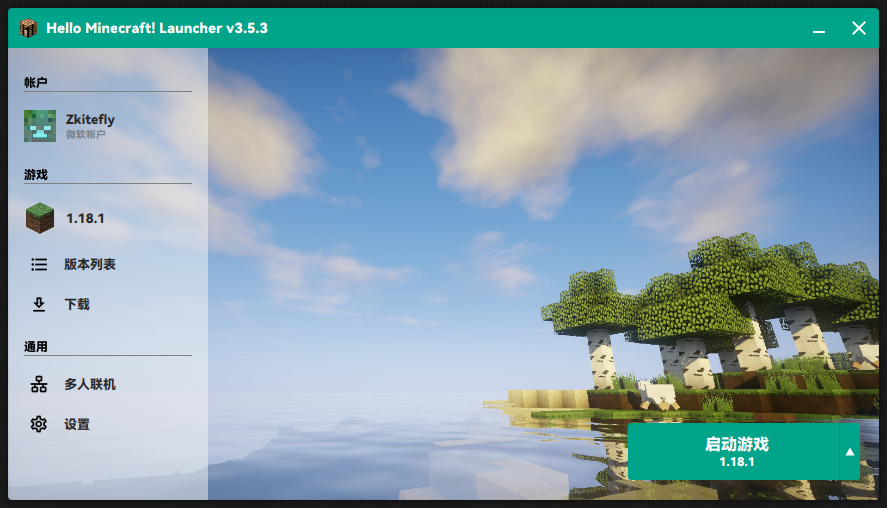 Hello Minecraft! Launcher v3.5.3
帐户
Zkitefly
微软帐户
游戏
1.18.1
版本列表
下载
通用
多人联机
设置
启动游戏
1.18.1